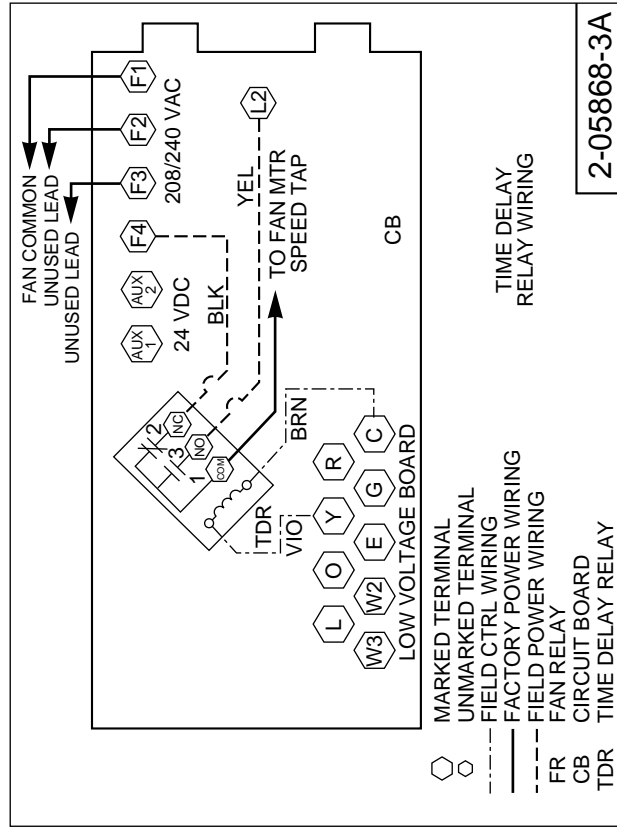 FAN COMMON
UNUSED LEAD
UNUSED LEAD
AUX 1
AUX 2
F4
F3
F2
F1
24 VDC
208/240 VAC
BLK
YEL
L2
2
NC
3
NO
1
COM
TO FAN MTR
SPEED TAP
TDR
VIO
BRN
CB
L
O
Y
R
W3
W2
E
G
C
LOW VOLTAGE BOARD
MARKED TERMINAL
UNMARKED TERMINAL
FIELD CTRL WIRING
FACTORY POWER WIRING
FIELD POWER WIRING
FR FAN RELAY
CB CIRCUIT BOARD
TDR TIME DELAY RELAY
TIME DELAY
RELAY WIRING
2-05868-3A